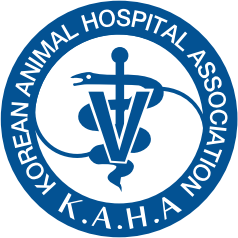 KOREAN ANIMAL HOSPITAL ASSOCIATION
V
K.A.H.A